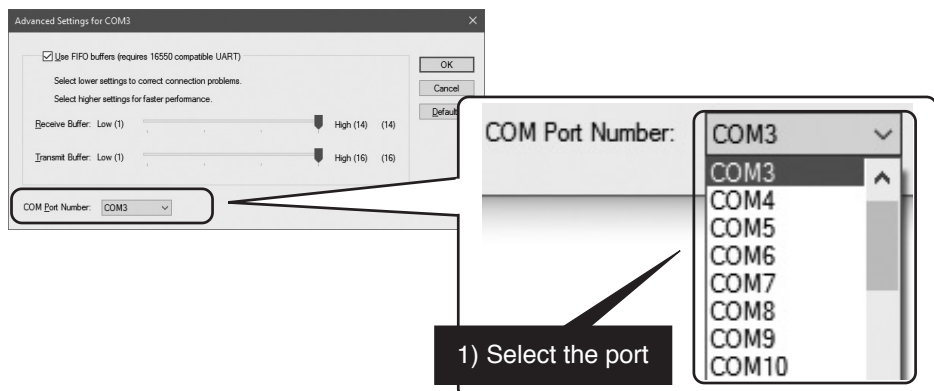 Advanced Settings for COM3
Use FIFO buffers (requires 16550 compatible UART)
Select lower settings to correct connection problems.
Select higher settings for faster performance.
Receive Buffer: Low (1) High (14) (14)
Transmit Buffer: Low (1) High (16) (16)
COM Port Number: COM3
OK
Cancel
COM Port Number: COM3
COM3
COM4
COM5
COM6
COM7
COM8
COM9
COM10
1) Select the port